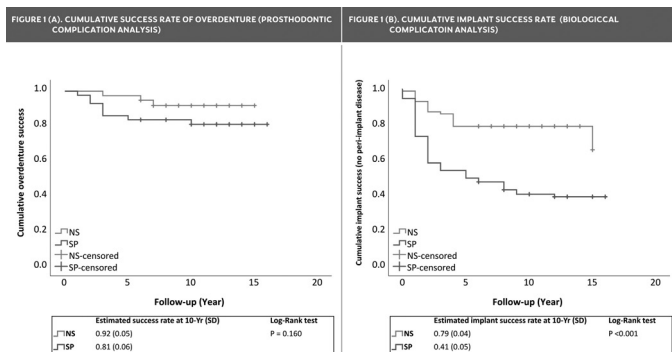 FIGURE 1 (A). CUMULATIVE SUCCESS RATE OF OVERDENTURE (PROSTHODONTIC
COMPLICATION ANALYSIS)
Cumulative overdenture success
1.0
0.8
0.6
0.4
0.2
0.0
NS
SP
NS-censored
SP-censored
0 5 10 15 20
Follow-up (Year)
Estimated success rate at 10-Yr (SD) Log-Rank test
NS 0.92 (0.05) P = 0.160
SP 0.81 (0.06)
FIGURE 1 (B). CUMULATIVE IMPLANT SUCCESS RATE (BIOLOGICCAL
COMPLICATOIN ANALYSIS)
Cumulative implant success (no peri-implant disease)
1.0
0.8
0.6
0.4
0.2
0.0
NS
SP
NS-censored
SP-censored
0 5 10 15 20
Follow-up (Year)
Estimated implant success rate at 10-Yr (SD) Log-Rank test
NS 0.79 (0.04) P <0.001
SP 0.41 (0.05)